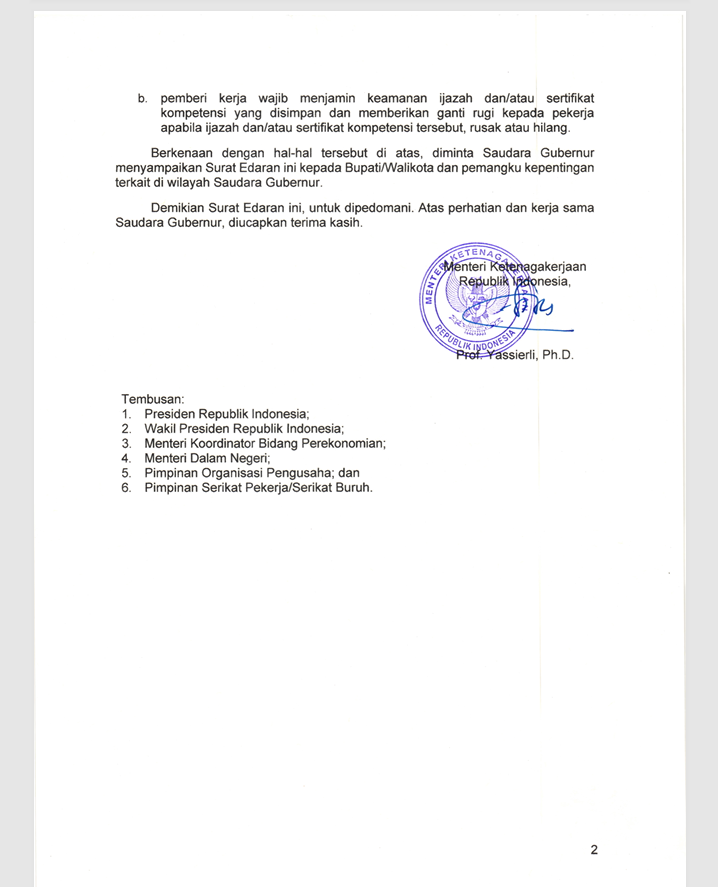 b. pemberi kerja wajib menjamin keamanan ijazah dan/atau sertifikat
kompetensi yang disimpan dan memberikan ganti rugi kepada pekerja
apabila ijazah dan/atau sertifikat kompetensi tersebut, rusak atau hilang.
Berkenaan dengan hal-hal tersebut di atas, diminta Saudara Gubernur
menyampaikan Surat Edaran ini kepada Bupati/Walikota dan pemangku kepentingan
terkait di wilayah Saudara Gubernur.
Demikian Surat Edaran ini, untuk dipedomani. Atas perhatian dan kerja sama
Saudara Gubernur, diucapkan terima kasih.
Menteri Ketenagakerjaan
Republik Indonesia,
MENTERI KETENAGAKERJAAN
REPUBLIK INDONESIA
Prof. Yassierli, Ph.D.
Tembusan:
1. Presiden Republik Indonesia;
2. Wakil Presiden Republik Indonesia;
3. Menteri Koordinator Bidang Perekonomian;
4. Menteri Dalam Negeri;
5. Pimpinan Organisasi Pengusaha; dan
6. Pimpinan Serikat Pekerja/Serikat Buruh.
2